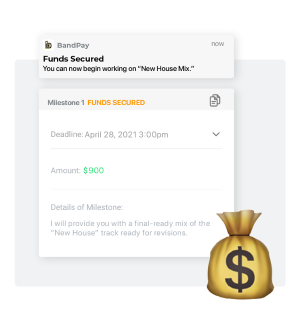 BandPay now
Funds Secured
You can now begin working on "New House Mix."
Milestone 1 FUNDS SECURED
Deadline: April 28, 2021 3:00pm
Amount: $900
Details of Milestone:
I will provide you with a final-ready mix of the
"New House" track ready for revisions.
$